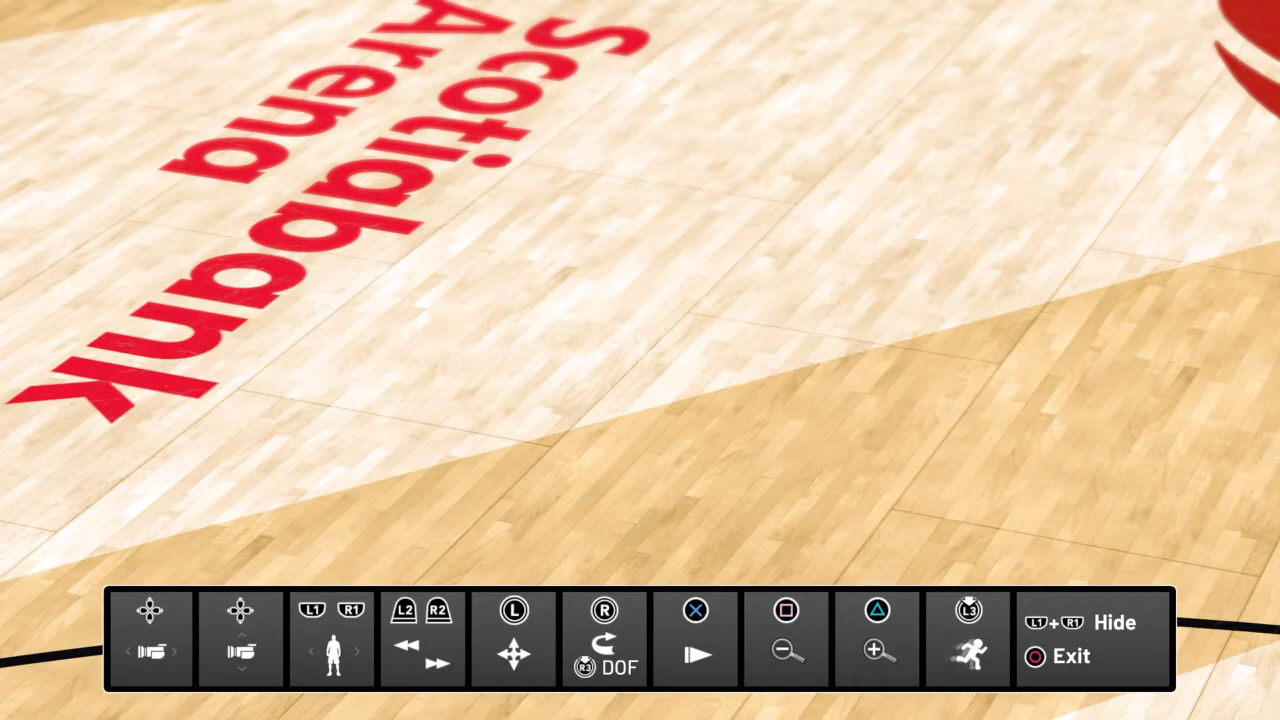 Scotiabank
Arena
L1 R1 L2 R2 L R L3
R3 DOF
L1+R1 Hide
Exit